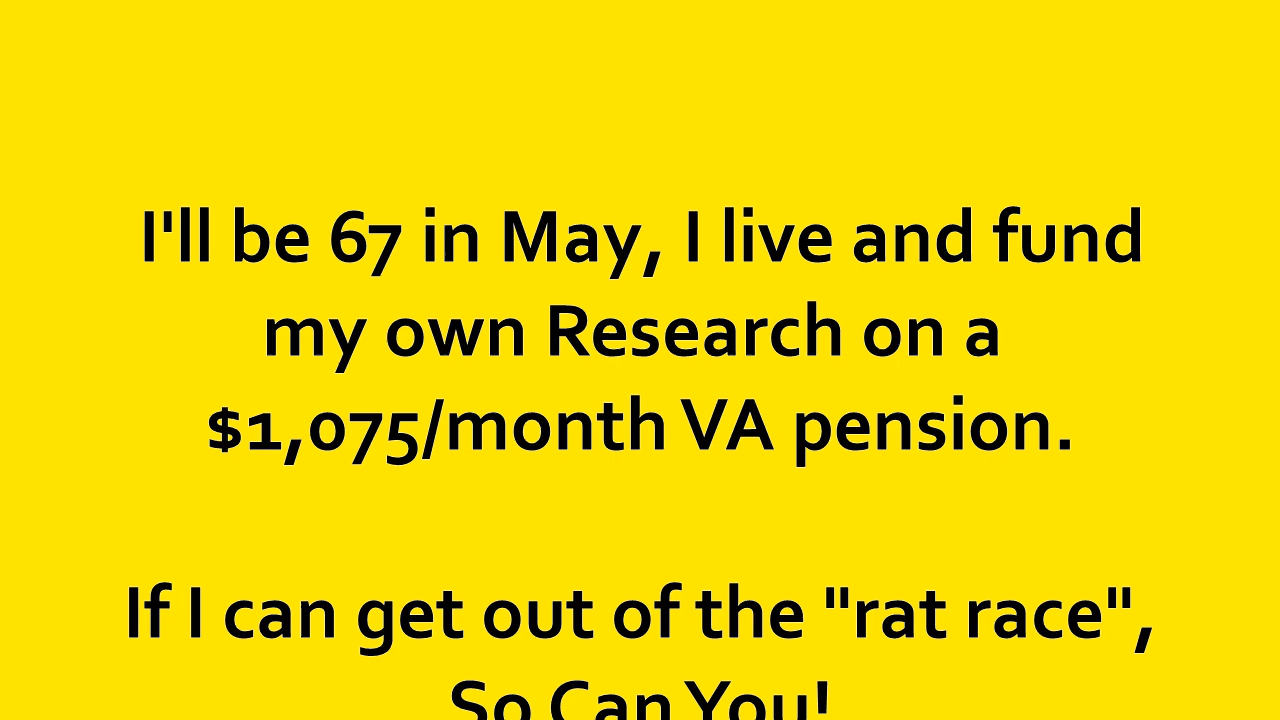 I'll be 67 in May, I live and fund
my own Research on a
$1,075/month VA pension.
If I can get out of the "rat race",
So Can You!